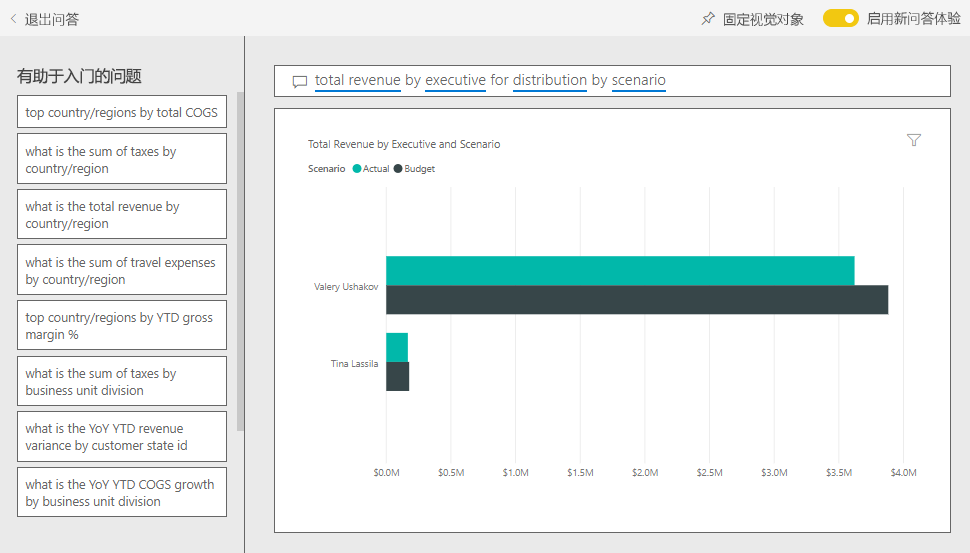 退出问答
固定视觉对象
启用新问答体验
有助于入门的问题
top country/regions by total COGS
what is the sum of taxes by
country/region
what is the total revenue by
country/region
what is the sum of travel expenses
by country/region
top country/regions by YTD gross
margin %
what is the sum of taxes by
business unit division
what is the YoY YTD revenue
variance by customer state id
what is the YoY YTD COGS growth
by business unit division
total revenue by executive for distribution by scenario
Total Revenue by Executive and Scenario
Scenario Actual Budget
Valery Ushakov
Tina Lassila
$0.0M $0.5M $1.0M $1.5M $2.0M $2.5M $3.0M $3.5M $4.0M